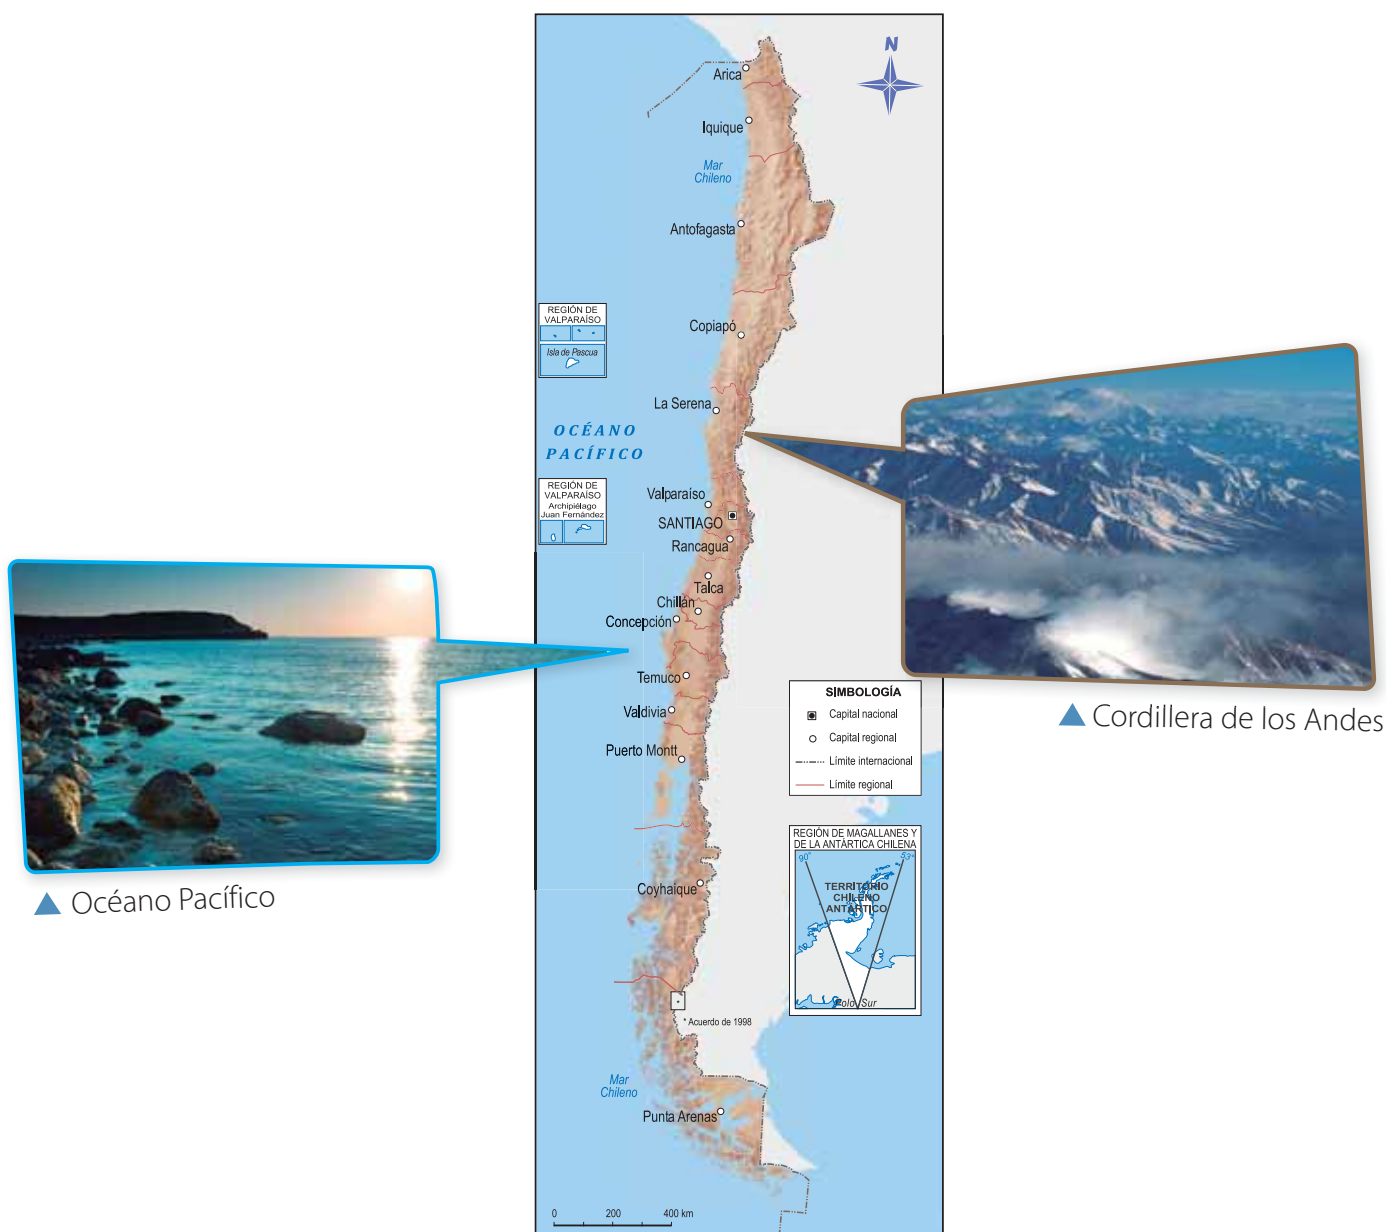 N
Arica
Iquique
Mar
Chileno
Antofagasta
REGIÓN DE
VALPARAÍSO
Isla de Pascua
Copiapó
La Serena
OCÉANO
PACÍFICO
REGIÓN DE
VALPARAÍSO
Archipiélago
Juan Fernández
Valparaíso
SANTIAGO
Rancagua
Talca
Chillán
Concepción
Temuco
Valdivia
Puerto Montt
SIMBOLOGÍA
Capital nacional
Capital regional
Límite internacional
Límite regional
Cordillera de los Andes
Océano Pacífico
REGIÓN DE MAGALLANES Y
DE LA ANTÁRTICA CHILENA
90° 53°
TERRITORIO
CHILENO
ANTÁRTICO
Polo Sur
Coyhaique
Acuerdo de 1998
Mar
Chileno
Punta Arenas
0 200 400 km